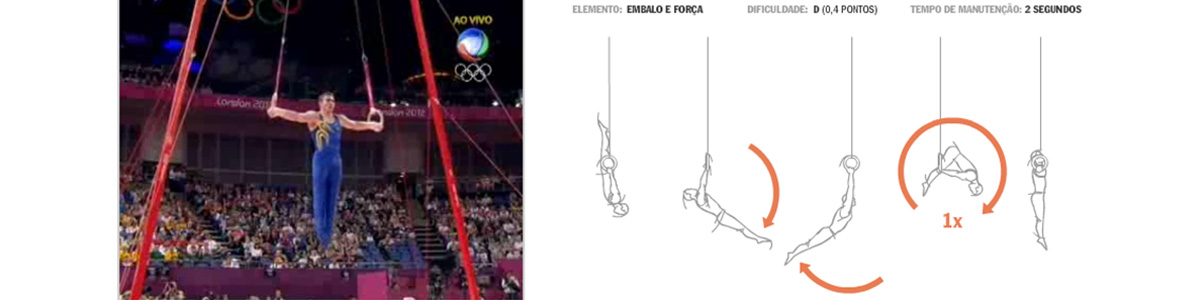 AO VIVO
London 2012
London 2012
ELEMENTO: EMBALO E FORÇA DIFICULDADE: D (0,4 PONTOS) TEMPO DE MANUTENÇÃO: 2 SEGUNDOS
1x